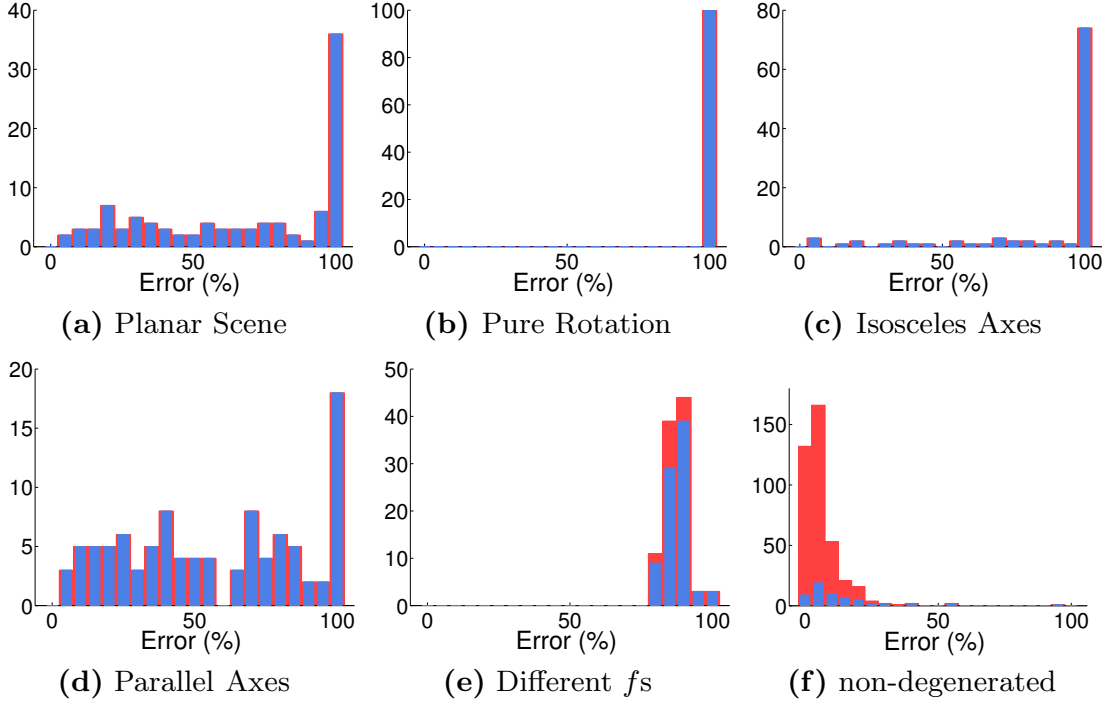 40
30
20
10
0
0 50 100
Error (%)
(a) Planar Scene
100
80
60
40
20
0
0 50 100
Error (%)
(b) Pure Rotation
80
60
40
20
0
0 50 100
Error (%)
(c) Isosceles Axes
20
15
10
5
0
0 50 100
Error (%)
(d) Parallel Axes
50
40
30
20
10
0
0 50 100
Error (%)
(e) Different fs
150
100
50
0
0 50 100
Error (%)
(f) non-degenerated